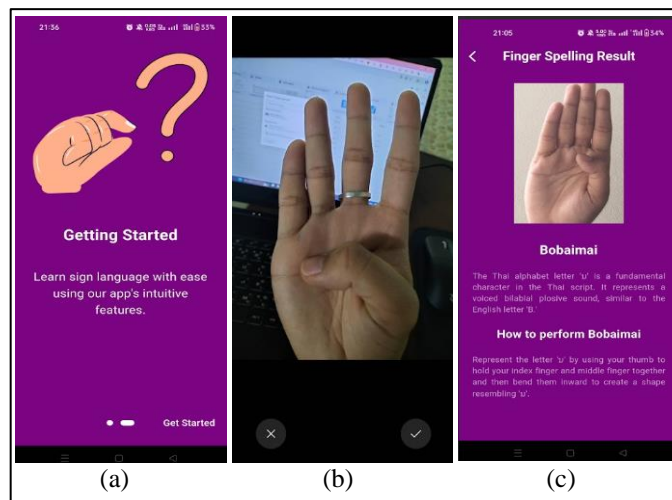 21:36 33%
Getting Started
Learn sign language with ease
using our app's intuitive
features.
Get Started
(a)
(b)
21:05 34%
Finger Spelling Result
Bobaimai
The Thai alphabet letter 'บ' is a fundamental
character in the Thai script. It represents a
voiced bilabial plosive sound, similar to the
English letter 'B.'
How to perform Bobaimai
Represent the letter 'บ' by using your thumb to
hold your index finger and middle finger together
and then bend them inward to create a shape
resembling 'บ'.
(c)